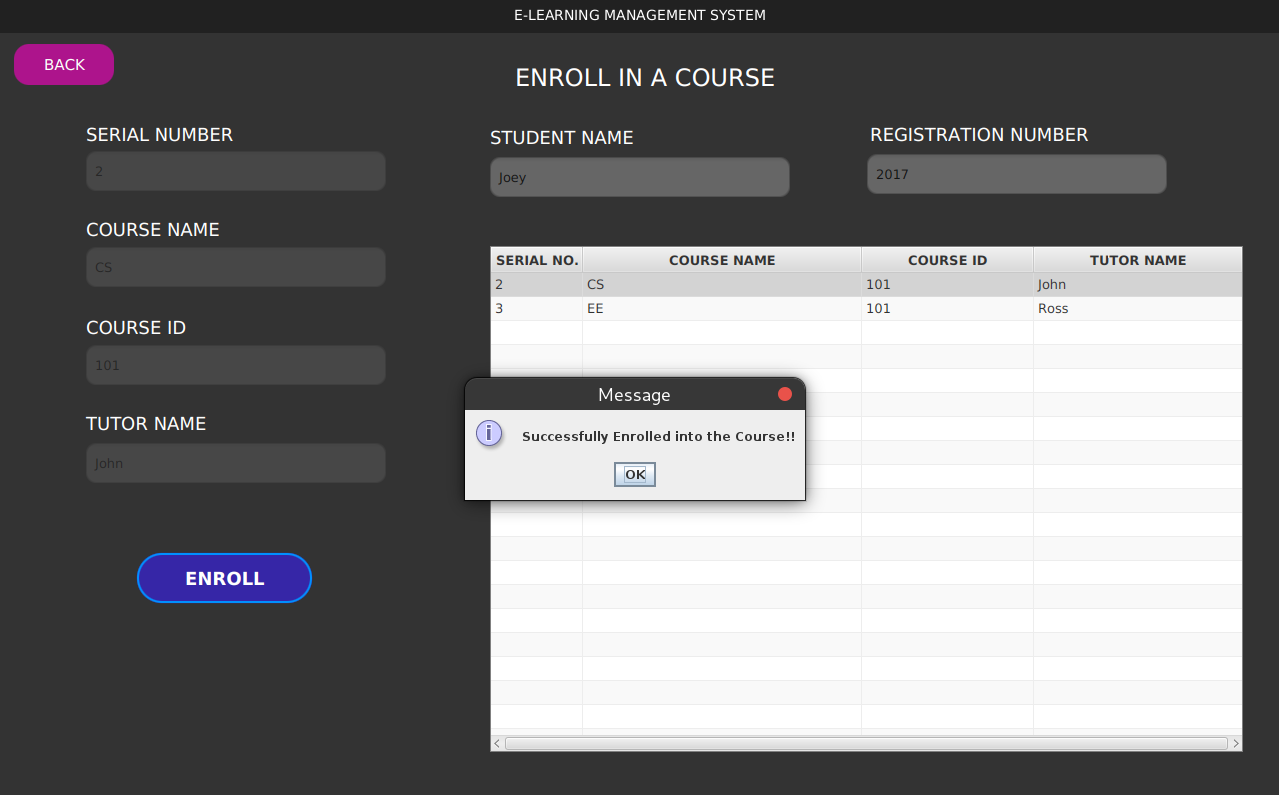 E-LEARNING MANAGEMENT SYSTEM
BACK
ENROLL IN A COURSE
SERIAL NUMBER
2
COURSE NAME
CS
COURSE ID
101
TUTOR NAME
John
ENROLL
STUDENT NAME
Joey
REGISTRATION NUMBER
2017
SERIAL NO. COURSE NAME COURSE ID TUTOR NAME
2 CS 101 John
3 EE 101 Ross
Message
i
Successfully Enrolled into the Course!!
OK